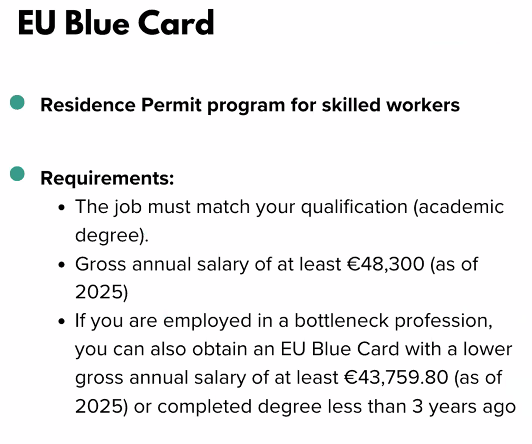 EU Blue Card
Residence Permit program for skilled workers
Requirements:
The job must match your qualification (academic
degree).
Gross annual salary of at least €48,300 (as of
2025)
If you are employed in a bottleneck profession,
you can also obtain an EU Blue Card with a lower
gross annual salary of at least €43,759.80 (as of
2025) or completed degree less than 3 years ago